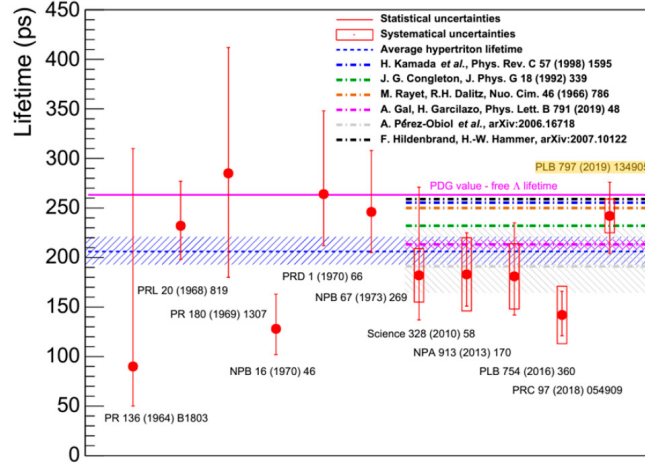 Lifetime (ps)
450
400
350
300
250
200
150
100
50
0
Statistical uncertainties
Systematical uncertainties
Average hypertriton lifetime
H. Kamada et al., Phys. Rev. C 57 (1998) 1595
J. G. Congleton, J. Phys. G 18 (1992) 339
M. Rayet, R.H. Dalitz, Nuo. Cim. 46 (1966) 786
A. Gal, H. Garcilazo, Phys. Lett. B 791 (2019) 48
A. Pérez-Obiol et al., arXiv:2006.16718
F. Hildenbrand, H.-W. Hammer, arXiv:2007.10122
PLB 797 (2019) 134905
PDG value - free Λ lifetime
PRL 20 (1968) 819
PRD 1 (1970) 66
PR 180 (1969) 1307
NPB 67 (1973) 269
Science 328 (2010) 58
NPA 913 (2013) 170
NPB 16 (1970) 46
PLB 754 (2016) 360
PRC 97 (2018) 054909
PR 136 (1964) B1803